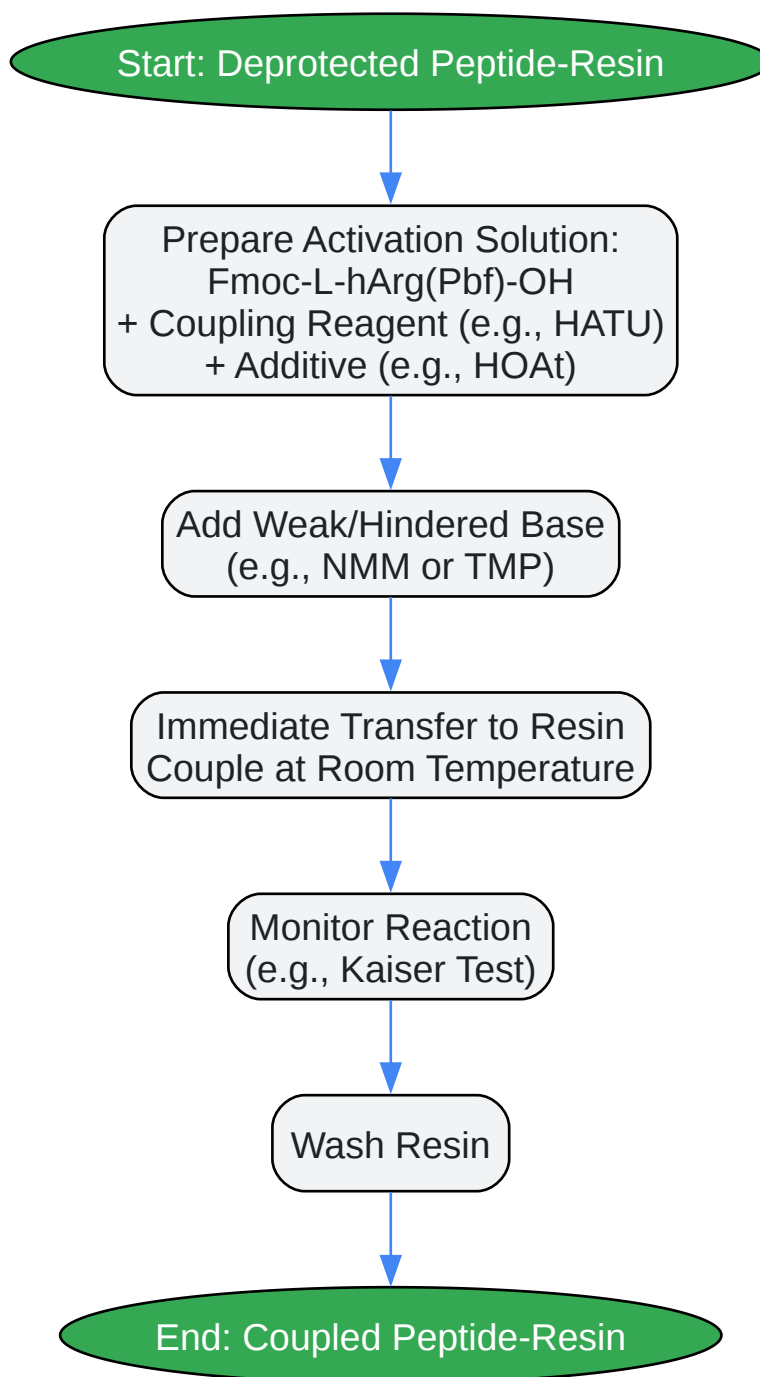 Start: Deprotected Peptide-Resin
Prepare Activation Solution:
Fmoc-L-hArg(Pbf)-OH
+ Coupling Reagent (e.g., HATU)
+ Additive (e.g., HOAt)
Add Weak/Hindered Base
(e.g., NMM or TMP)
Immediate Transfer to Resin
Couple at Room Temperature
Monitor Reaction
(e.g., Kaiser Test)
Wash Resin
End: Coupled Peptide-Resin